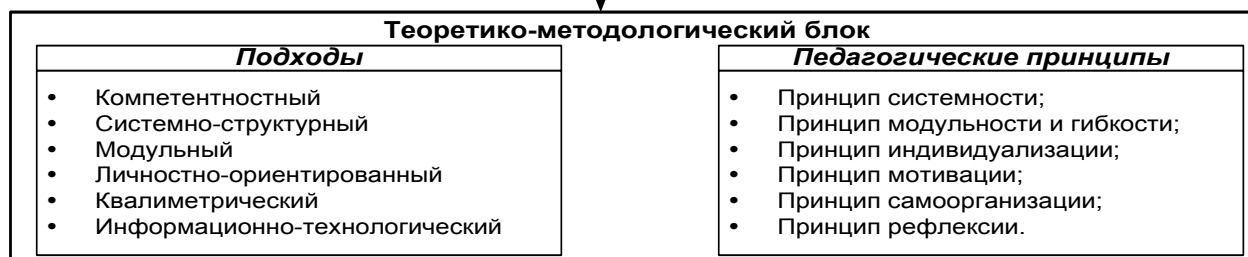 Теоретико-методологический блок
Подходы
• Компетентностный
• Системно-структурный
• Модульный
• Личностно-ориентированный
• Квалиметрический
• Информационно-технологический
Педагогические принципы
• Принцип системности;
• Принцип модульности и гибкости;
• Принцип индивидуализации;
• Принцип мотивации;
• Принцип самоорганизации;
• Принцип рефлексии.